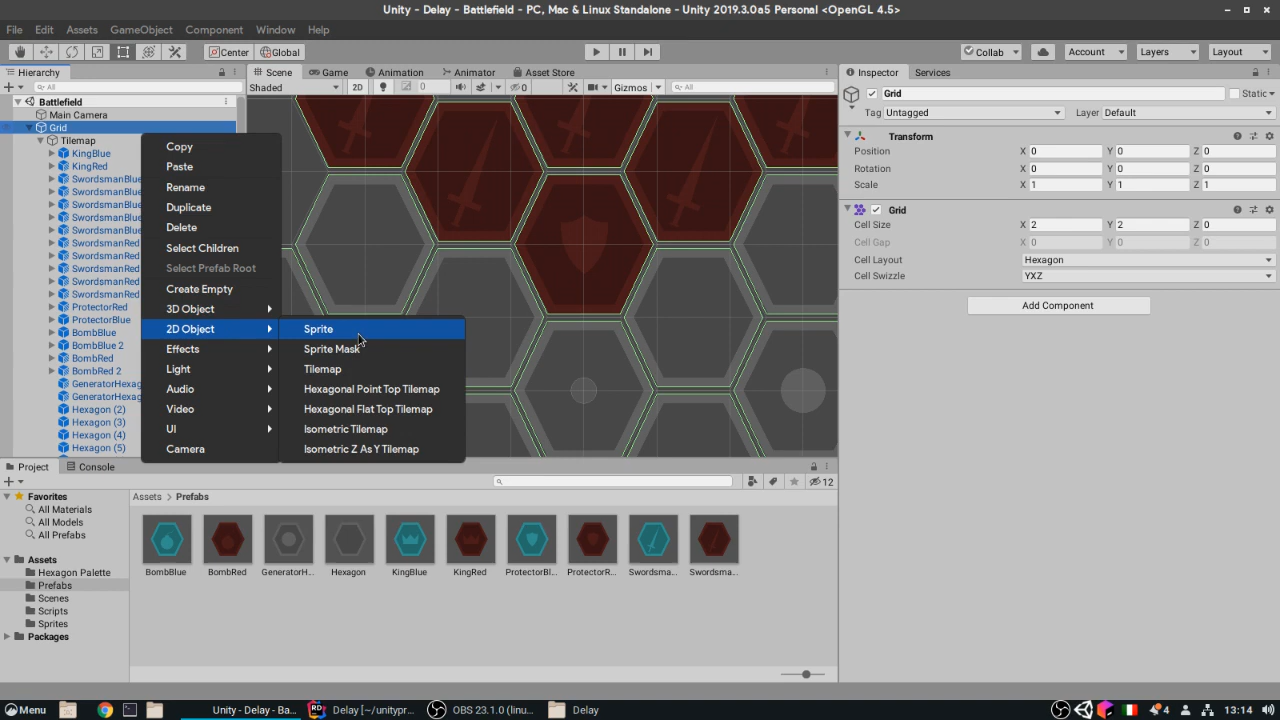 Unity - Delay - Battlefield - PC, Mac & Linux Standalone - Unity 2019.3.0a5 Personal <OpenGL 4.5>
File Edit Assets GameObject Component Window Help
Center Global Collab Account Layers Layout
Hierarchy Scene Game Animation Animator Asset Store Inspector Services
All Shaded 2D 0 0 Gizmos All
Battlefield
Main Camera
Grid
Tilemap
KingBlue
KingRed
SwordsmanBlue
SwordsmanBlue
SwordsmanBlue
SwordsmanBlue
SwordsmanBlue
SwordsmanRed
SwordsmanRed
SwordsmanRed
SwordsmanRed
SwordsmanRed
ProtectorRed
ProtectorBlue
BombBlue
BombBlue 2
BombRed
BombRed 2
GeneratorHexag
GeneratorHexag
Hexagon (2)
Hexagon (3)
Hexagon (4)
Hexagon (5)
Copy
Paste
Rename
Duplicate
Delete
Select Children
Select Prefab Root
Create Empty
3D Object
2D Object
Effects
Light
Audio
Video
UI
Camera
Sprite
Sprite Mask
Tilemap
Hexagonal Point Top Tilemap
Hexagonal Flat Top Tilemap
Isometric Tilemap
Isometric Z As Y Tilemap
Grid Static
Tag Untagged Layer Default
Transform
Position X 0 Y 0 Z 0
Rotation X 0 Y 0 Z 0
Scale X 1 Y 1 Z 1
Grid
Cell Size X 2 Y 2 Z 0
Cell Gap X 0 Y 0 Z 0
Cell Layout Hexagon
Cell Swizzle YXZ
Add Component
Project Console
12
Favorites
All Materials
All Models
All Prefabs
Assets
Hexagon Palette
Prefabs
Scenes
Scripts
Sprites
Packages
Assets > Prefabs
BombBlue BombRed GeneratorH... Hexagon KingBlue KingRed ProtectorBl... ProtectorR... Swordsma... Swordsma...
Menu Unity - Delay - Ba... Delay [~/unitypr... OBS 23.1.0 (linu... Delay 4 13:14